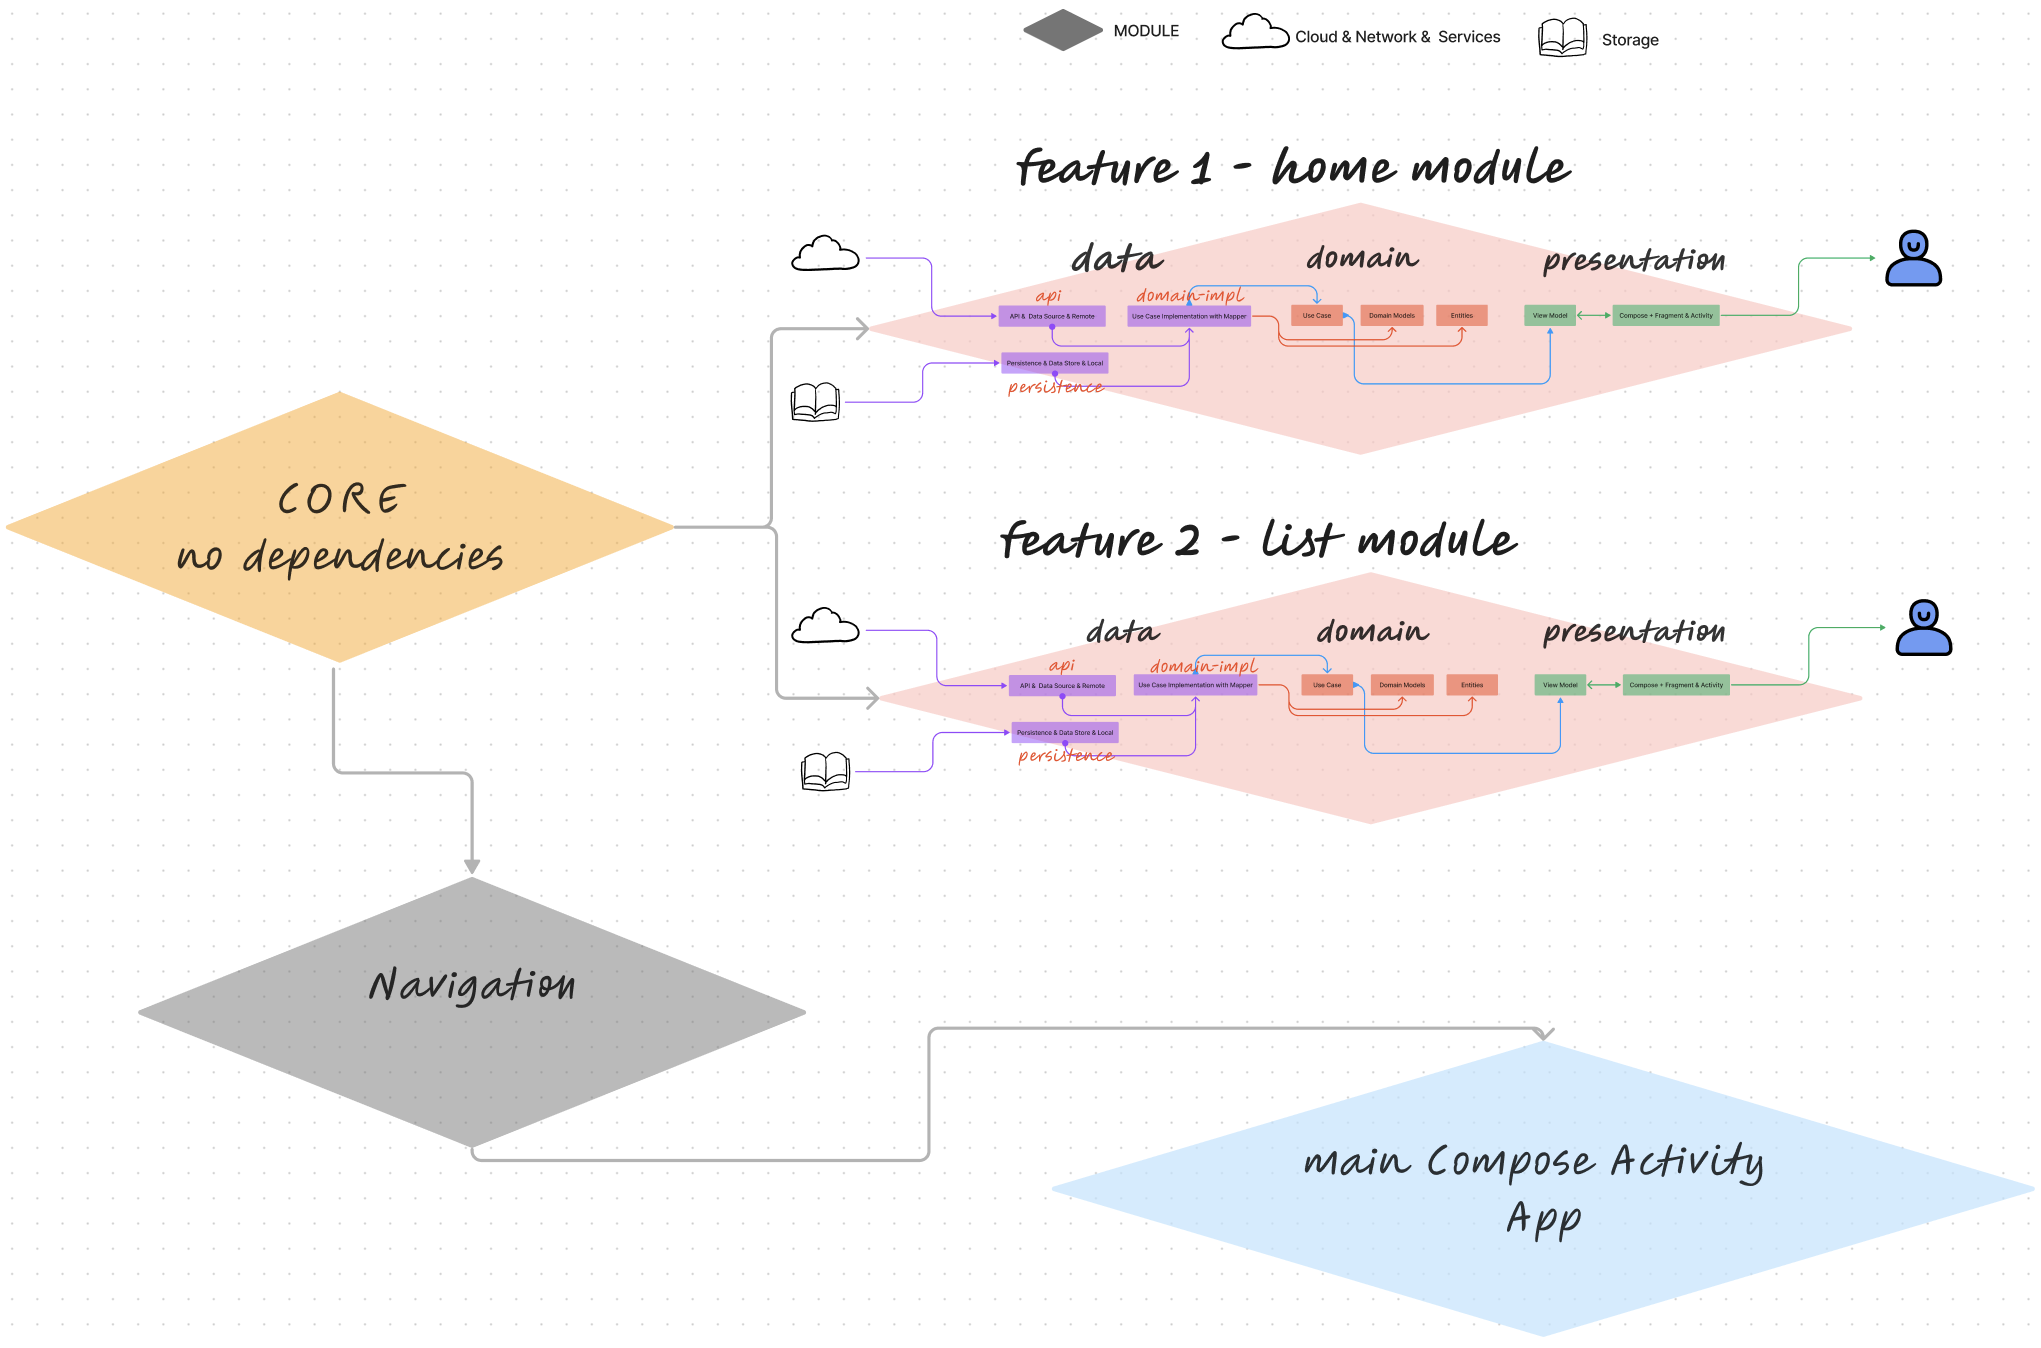 MODULE
Cloud & Network & Services
Storage
feature 1 - home module
data
domain
presentation
api
domain-impl
API & Data Source & Remote
Use Case Implementation with Mapper
Use Case
Domain Models
Entities
View Model
Compose + Fragment & Activity
Persistence & Data Store & Local
persistence
CORE
no dependencies
feature 2 - list module
data
domain
presentation
api
domain-impl
API & Data Source & Remote
Use Case Implementation with Mapper
Use Case
Domain Models
Entities
View Model
Compose + Fragment & Activity
Persistence & Data Store & Local
persistence
Navigation
main Compose Activity
App